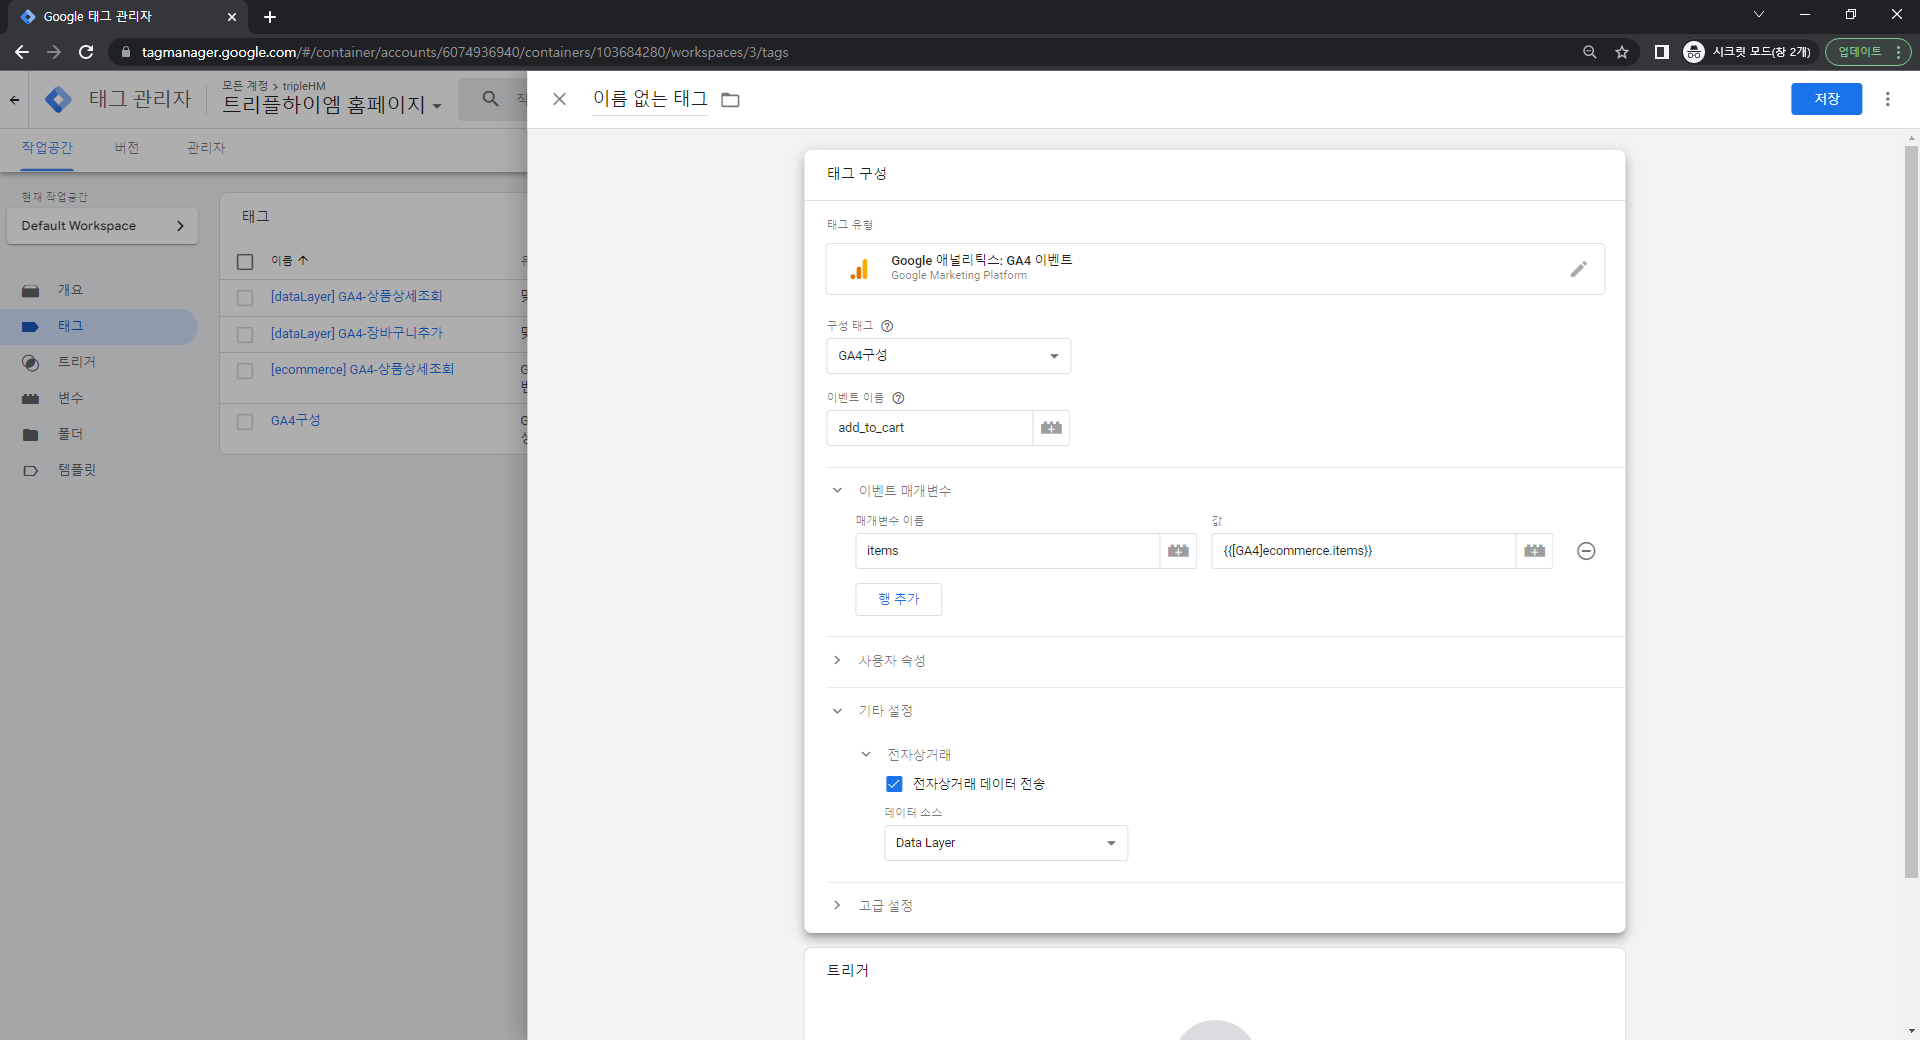 Google 태그 관리자
tagmanager.google.com/#/container/accounts/6074936940/containers/103684280/workspaces/3/tags
시크릿 모드(창 2개)
업데이트
태그 관리자
모든 계정 > tripleHM
트리플하이엠 홈페이지
이름 없는 태그
저장
작업공간
버전
관리자
현재 작업공간
Default Workspace
개요
태그
트리거
변수
폴더
템플릿
태그
이름
[dataLayer] GA4-상품상세조회
[dataLayer] GA4-장바구니추가
[ecommerce] GA4-상품상세조회
GA4구성
태그 구성
태그 유형
Google 애널리틱스: GA4 이벤트
Google Marketing Platform
구성 태그
GA4구성
이벤트 이름
add_to_cart
이벤트 매개변수
매개변수 이름
값
items
{{[GA4]ecommerce.items}}
행 추가
사용자 속성
기타 설정
전자상거래
전자상거래 데이터 전송
데이터 소스
Data Layer
고급 설정
트리거